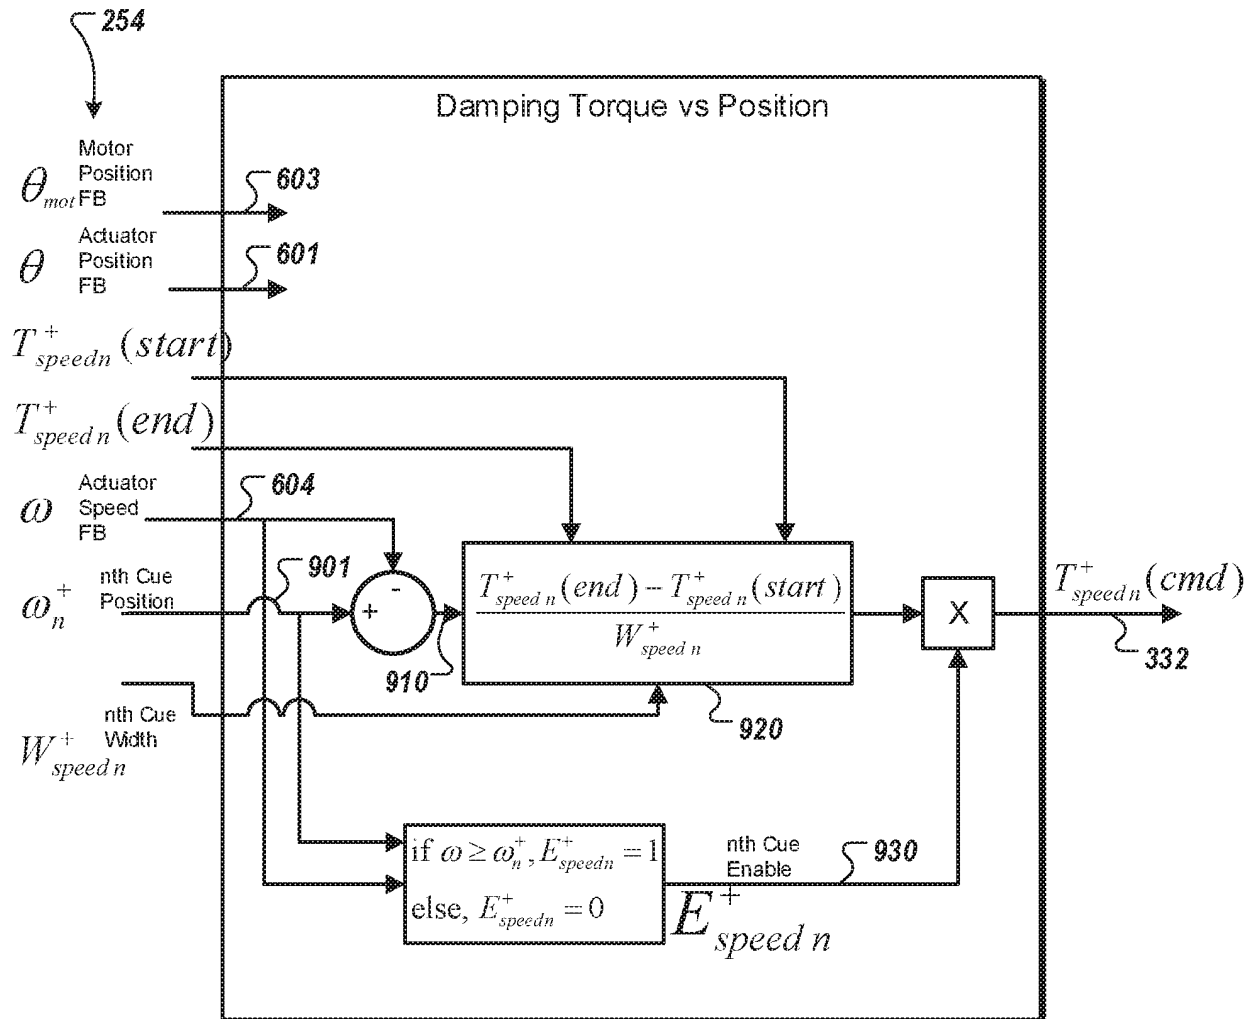 254
Damping Torque vs Position
Motor
Position
θ_mot FB
603
Actuator
Position
θ FB
601
T^+_speedn (start)
T^+_speed n (end)
Actuator
Speed
ω FB
604
nth Cue
Position
ω^+_n
901
+
-
910
T^+_speed n (end) − T^+_speed n (start)
W^+_speed n
920
X
T^+_speed n (cmd)
332
nth Cue
Width
W^+_speed n
if ω ≥ ω^+_n, E^+_speedn = 1
else, E^+_speedn = 0
nth Cue
Enable
E^+_speed n
930